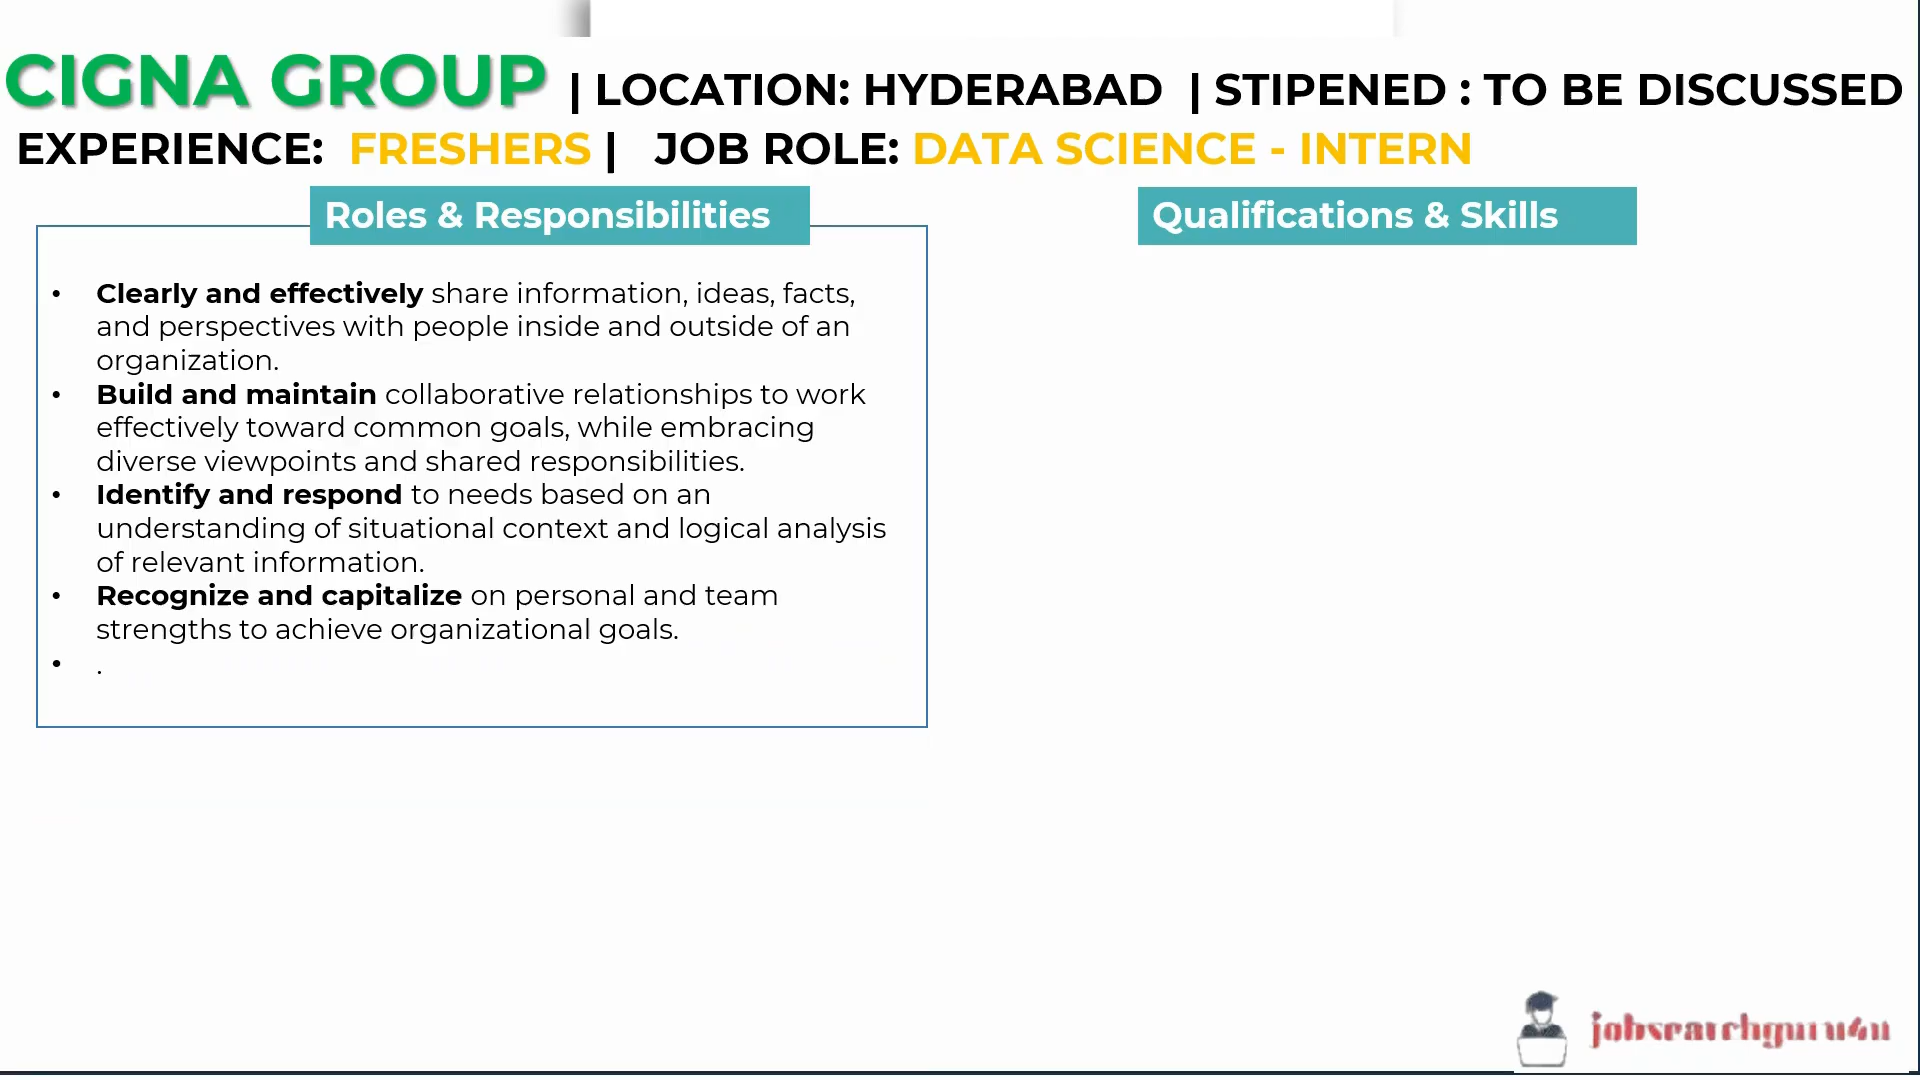 CIGNA GROUP | LOCATION: HYDERABAD | STIPENED : TO BE DISCUSSED
EXPERIENCE: FRESHERS | JOB ROLE: DATA SCIENCE - INTERN
Roles & Responsibilities
• Clearly and effectively share information, ideas, facts,
and perspectives with people inside and outside of an
organization.
• Build and maintain collaborative relationships to work
effectively toward common goals, while embracing
diverse viewpoints and shared responsibilities.
• Identify and respond to needs based on an
understanding of situational context and logical analysis
of relevant information.
• Recognize and capitalize on personal and team
strengths to achieve organizational goals.
• .
Qualifications & Skills
jobsearchguru4u